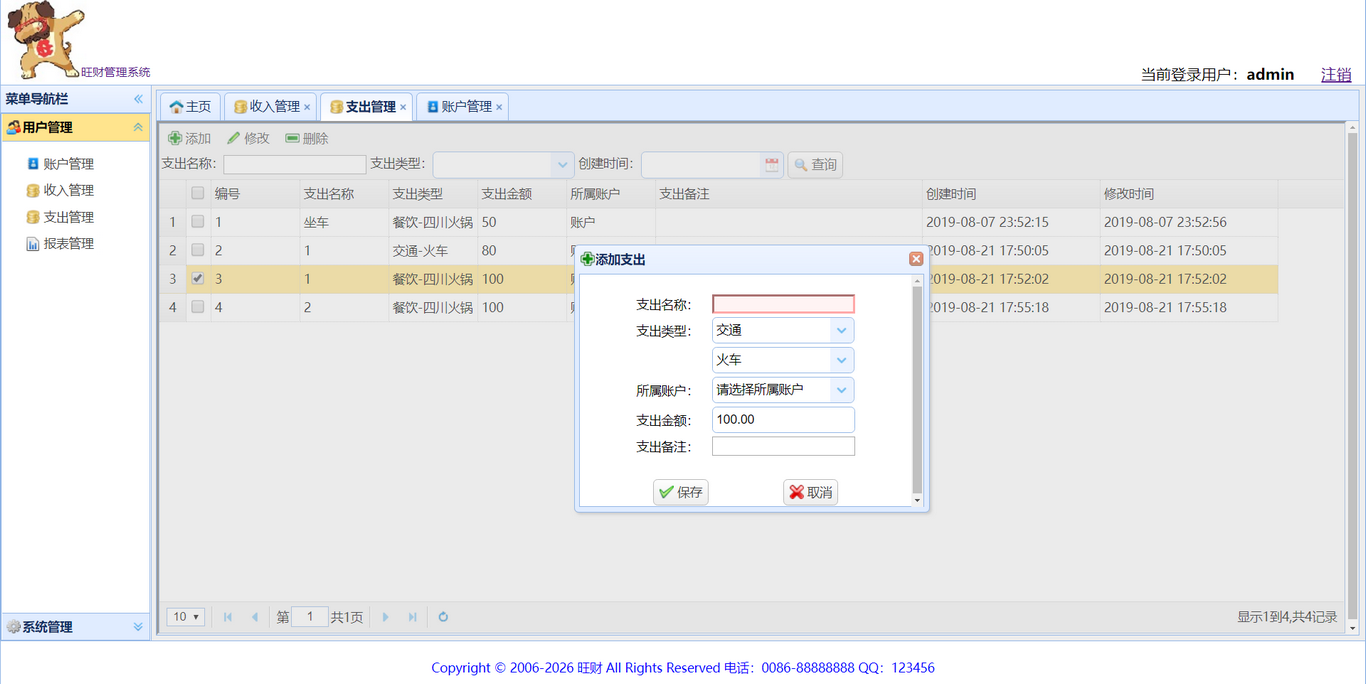 旺财管理系统
当前登录用户：admin 注销
菜单导航栏
用户管理
账户管理
收入管理
支出管理
报表管理
系统管理
主页 收入管理 支出管理 账户管理
添加 修改 删除
支出名称： 支出类型： 创建时间： 查询
编号 支出名称 支出类型 支出金额 所属账户 支出备注 创建时间 修改时间
1 1 坐车 餐饮-四川火锅 50 账户 2019-08-07 23:52:15 2019-08-07 23:52:56
2 2 1 交通-火车 80 2019-08-21 17:50:05 2019-08-21 17:50:05
3 3 1 餐饮-四川火锅 100 2019-08-21 17:52:02 2019-08-21 17:52:02
4 4 2 餐饮-四川火锅 100 2019-08-21 17:55:18 2019-08-21 17:55:18
添加支出
支出名称：
支出类型： 交通
火车
所属账户： 请选择所属账户
支出金额： 100.00
支出备注：
保存 取消
10 第 1 共1页 显示1到4,共4记录
Copyright © 2006-2026 旺财 All Rights Reserved 电话：0086-88888888 QQ：123456